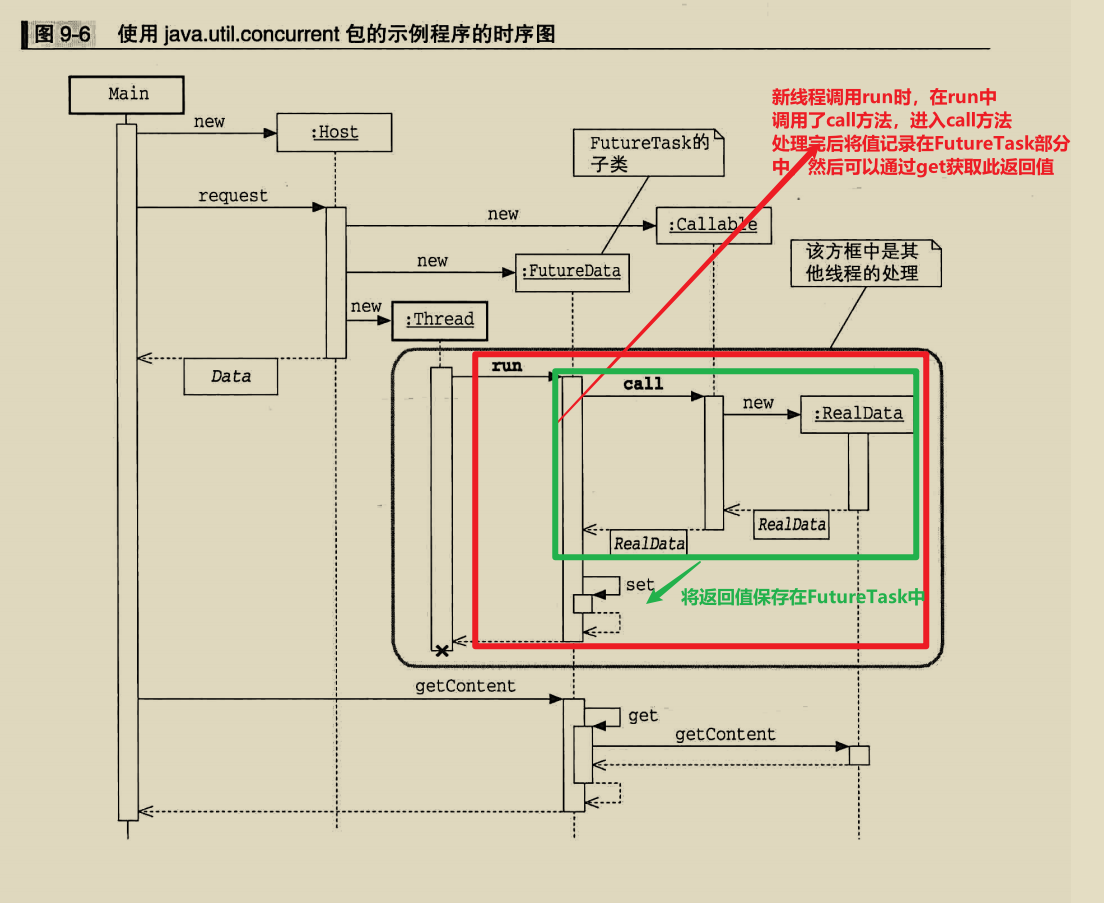 图 9-6 使用 java.util.concurrent 包的示例程序的时序图
Main
new
:Host
新线程调用run时，在run中
调用了call方法，进入call方法
处理完后将值记录在FutureTask部分
中，然后可以通过get获取此返回值
FutureTask的
子类
request
new
:Callable
new
:FutureData
该方框中是其
他线程的处理
new
:Thread
Data
run
call
new
:RealData
RealData
RealData
set
将返回值保存在FutureTask中
getContent
get
getContent